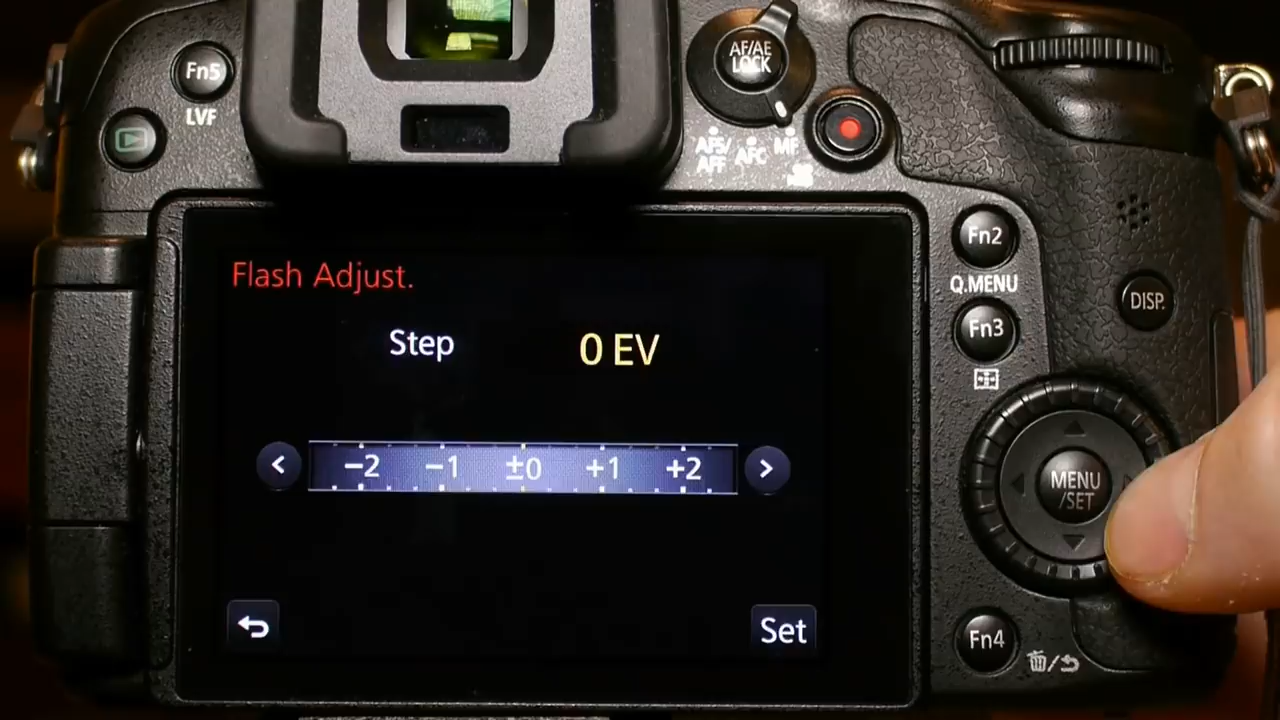 Fn5
LVF
AF/AE
LOCK
AFS/
AFF
AFC
MF
Fn2
Q.MENU
Fn3
DISP.
Flash Adjust.
Step 0 EV
−2 −1 ±0 +1 +2
MENU
/SET
Set
Fn4